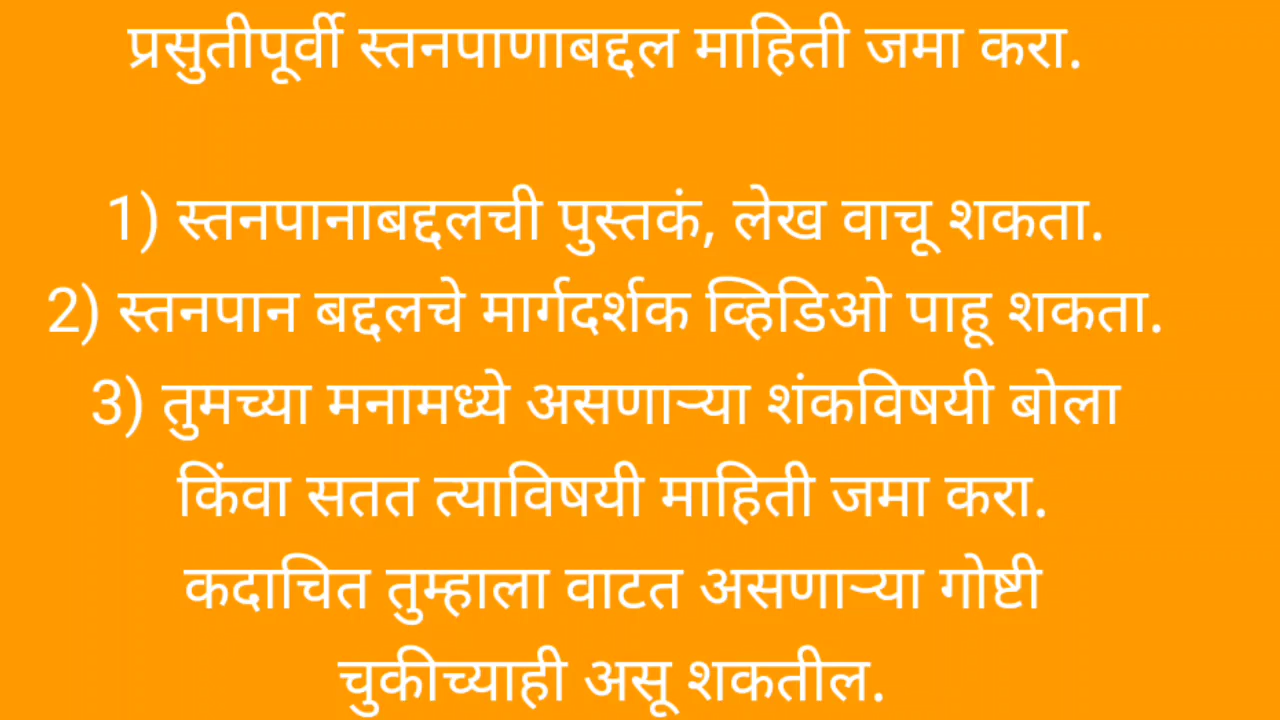 प्रसुतीपूर्वी स्तनपाणाबद्दल माहिती जमा करा.
1) स्तनपानाबद्दलची पुस्तकं, लेख वाचू शकता.
2) स्तनपान बद्दलचे मार्गदर्शक व्हिडिओ पाहू शकता.
3) तुमच्या मनामध्ये असणाऱ्या शंकविषयी बोला
किंवा सतत त्याविषयी माहिती जमा करा.
कदाचित तुम्हाला वाटत असणाऱ्या गोष्टी
चुकीच्याही असू शकतील.